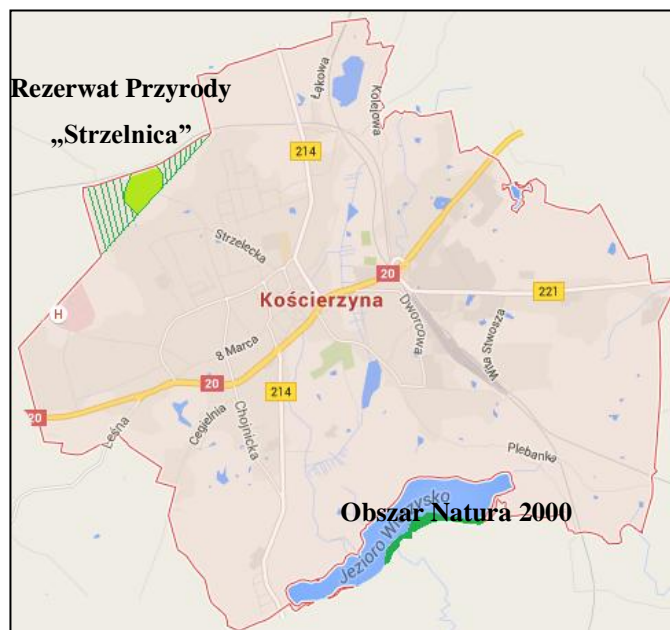 Rezerwat Przyrody
„Strzelnica”
Łąkowa
Kolejowa
214
Strzelecka
20
H
Kościerzyna
221
Dworcowa
Wita Stwosza
8 Marca
20
214
20
Leśna
Cegielnia
Chojnicka
Plebanka
Obszar Natura 2000
Jezioro